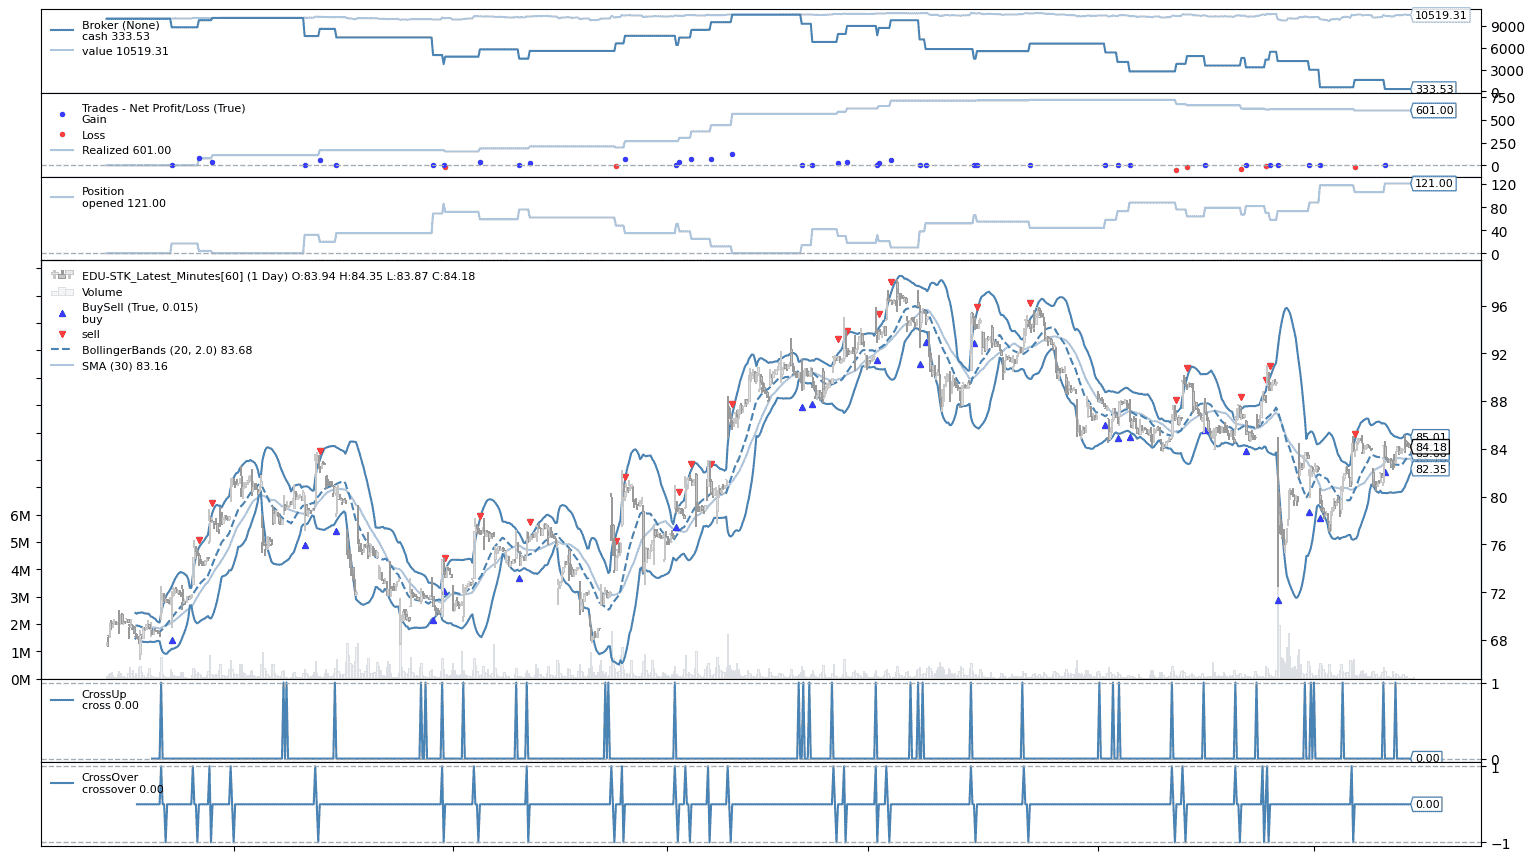 Broker (None)
cash 333.53
value 10519.31
10519.31
9000
6000
3000
333.53
0
Trades - Net Profit/Loss (True)
Gain
Loss
Realized 601.00
750
601.00
500
250
0
Position
opened 121.00
121.00
120
80
40
0
EDU-STK_Latest_Minutes[60] (1 Day) O:83.94 H:84.35 L:83.87 C:84.18
Volume
BuySell (True, 0.015)
buy
sell
BollingerBands (20, 2.0) 83.68
SMA (30) 83.16
96
92
88
85.01
84.18
84
82.35
80
76
72
68
6M
5M
4M
3M
2M
1M
0M
CrossUp
cross 0.00
1
0.00
0
CrossOver
crossover 0.00
1
0.00
−1